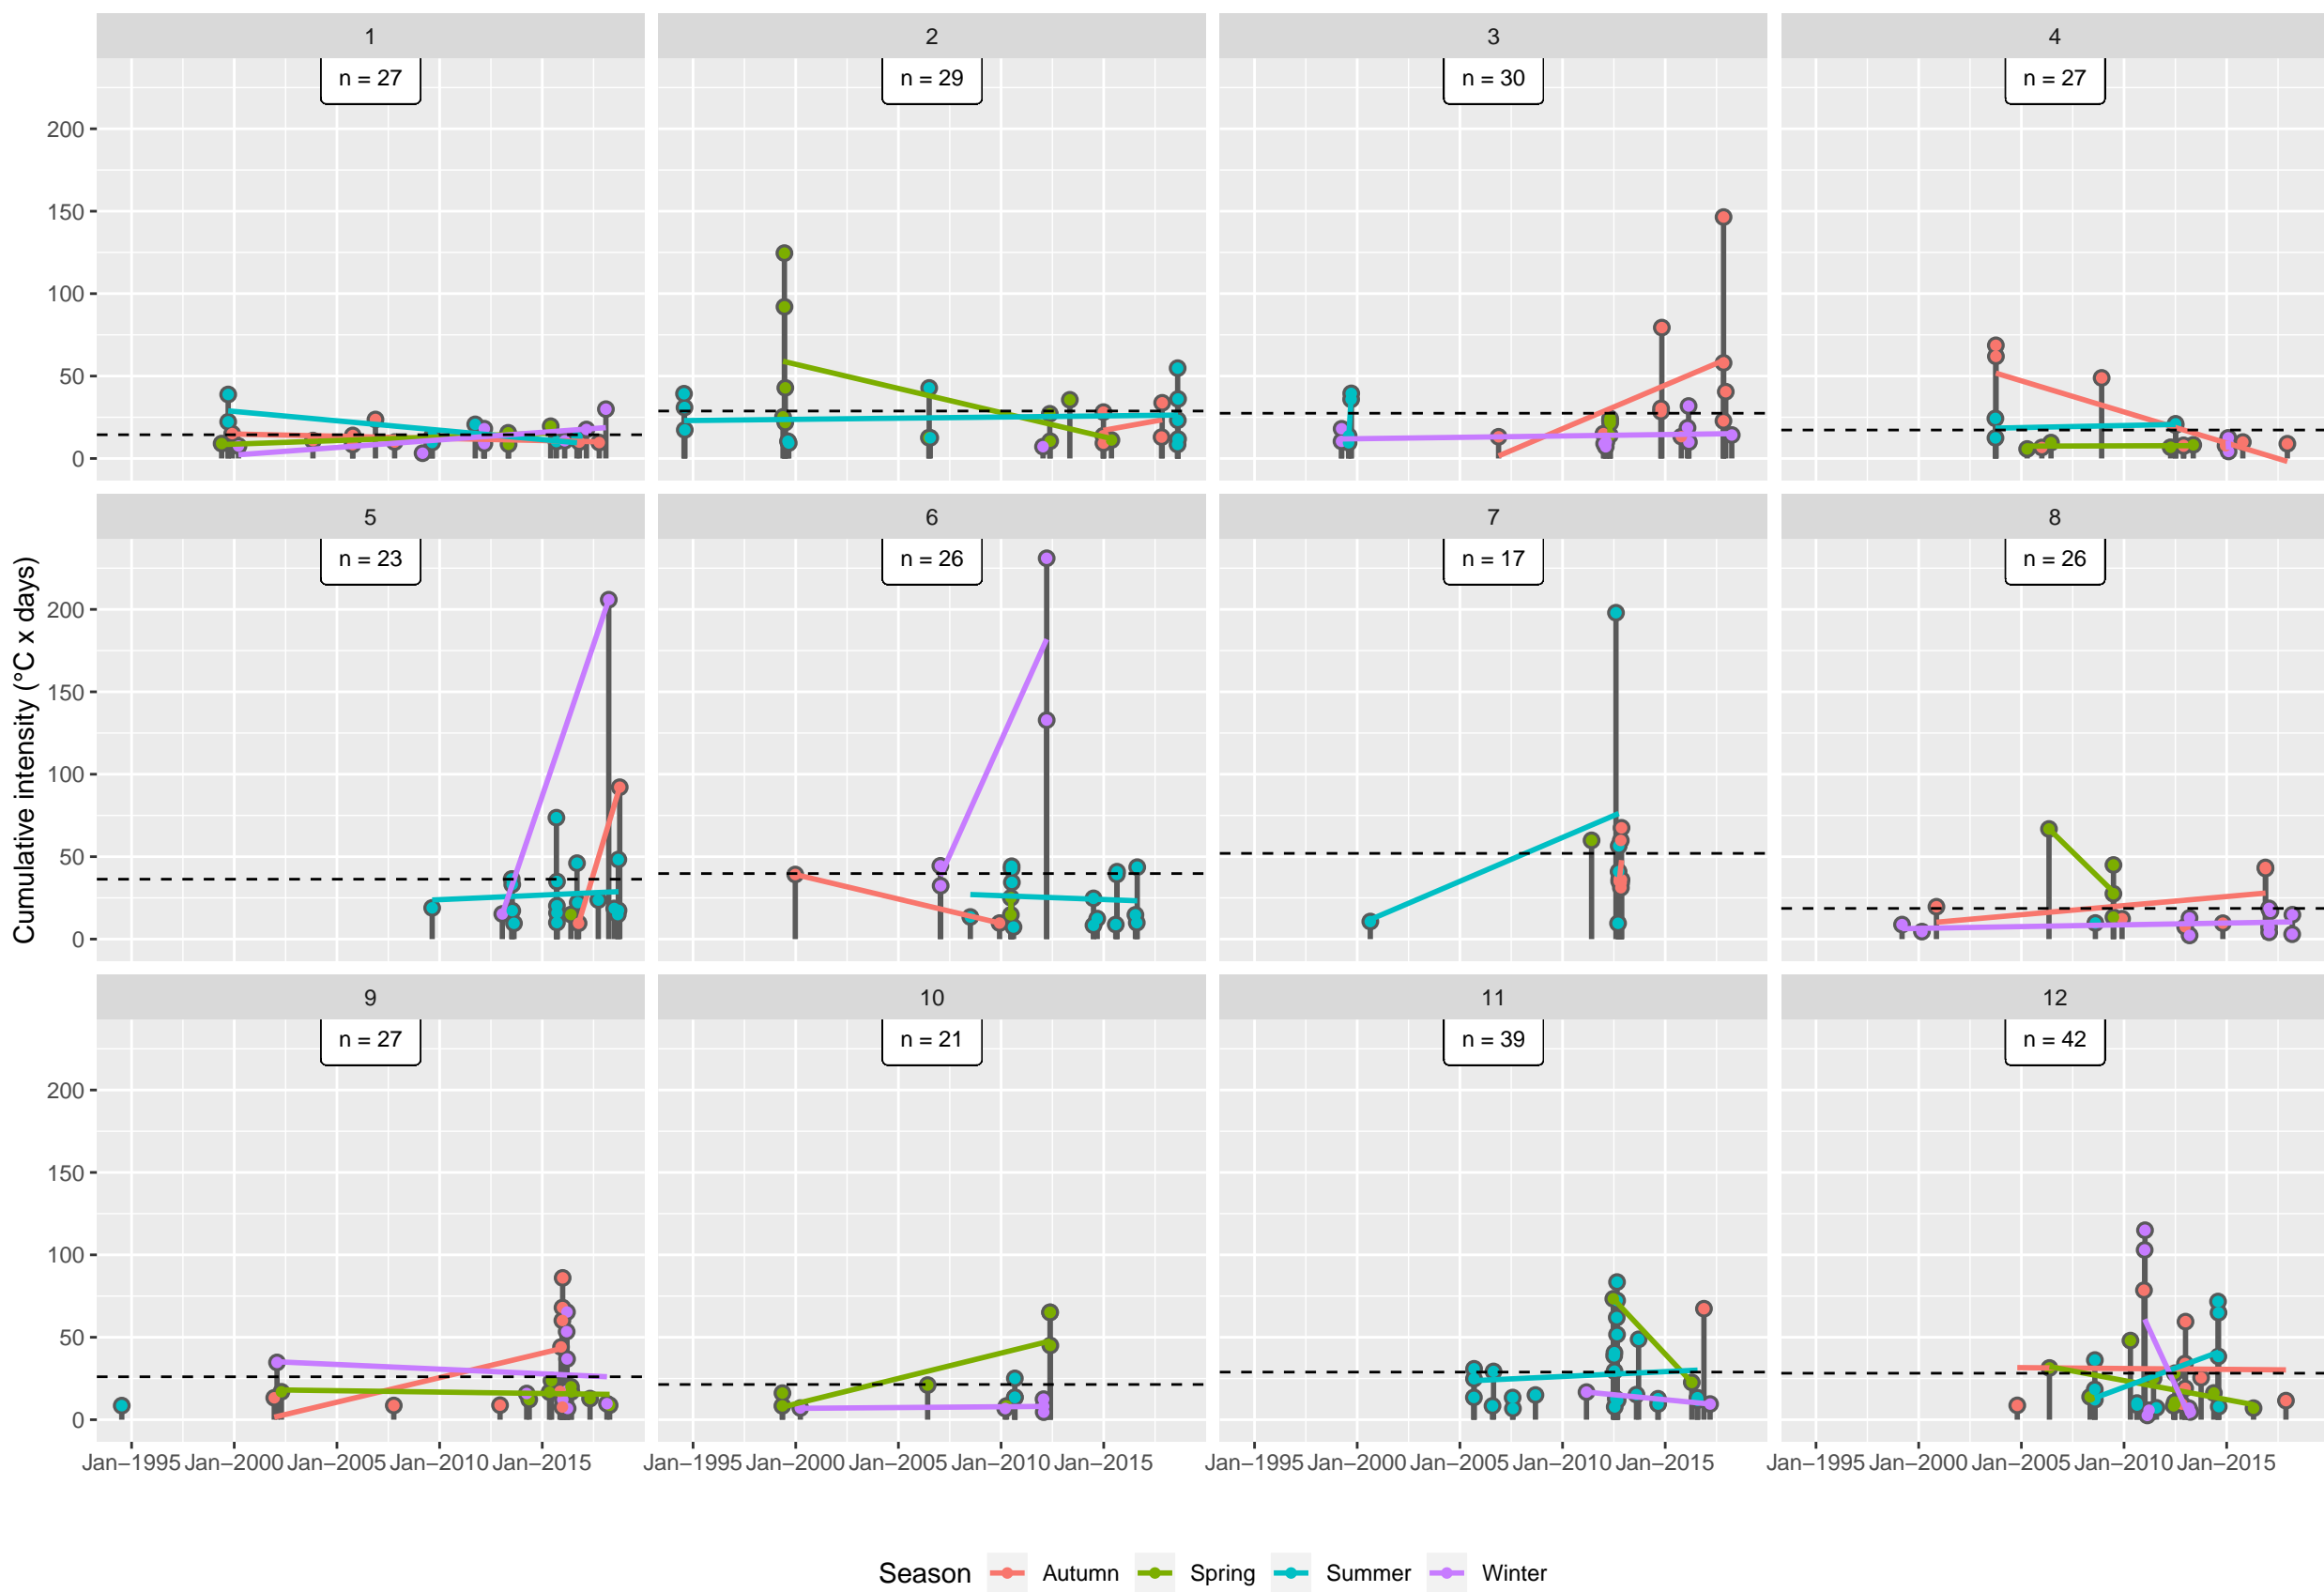 1 2 3 4
n = 27 n = 29 n = 30 n = 27
200
150
100
50
0
5 6 7 8
n = 23 n = 26 n = 17 n = 26
200
150
100
50
0
9 10 11 12
n = 27 n = 21 n = 39 n = 42
200
150
100
50
0
Cumulative intensity (°C x days)
Jan−1995 Jan−2000 Jan−2005 Jan−2010 Jan−2015 Jan−1995 Jan−2000 Jan−2005 Jan−2010 Jan−2015 Jan−1995 Jan−2000 Jan−2005 Jan−2010 Jan−2015 Jan−1995 Jan−2000 Jan−2005 Jan−2010 Jan−2015
Season Autumn Spring Summer Winter